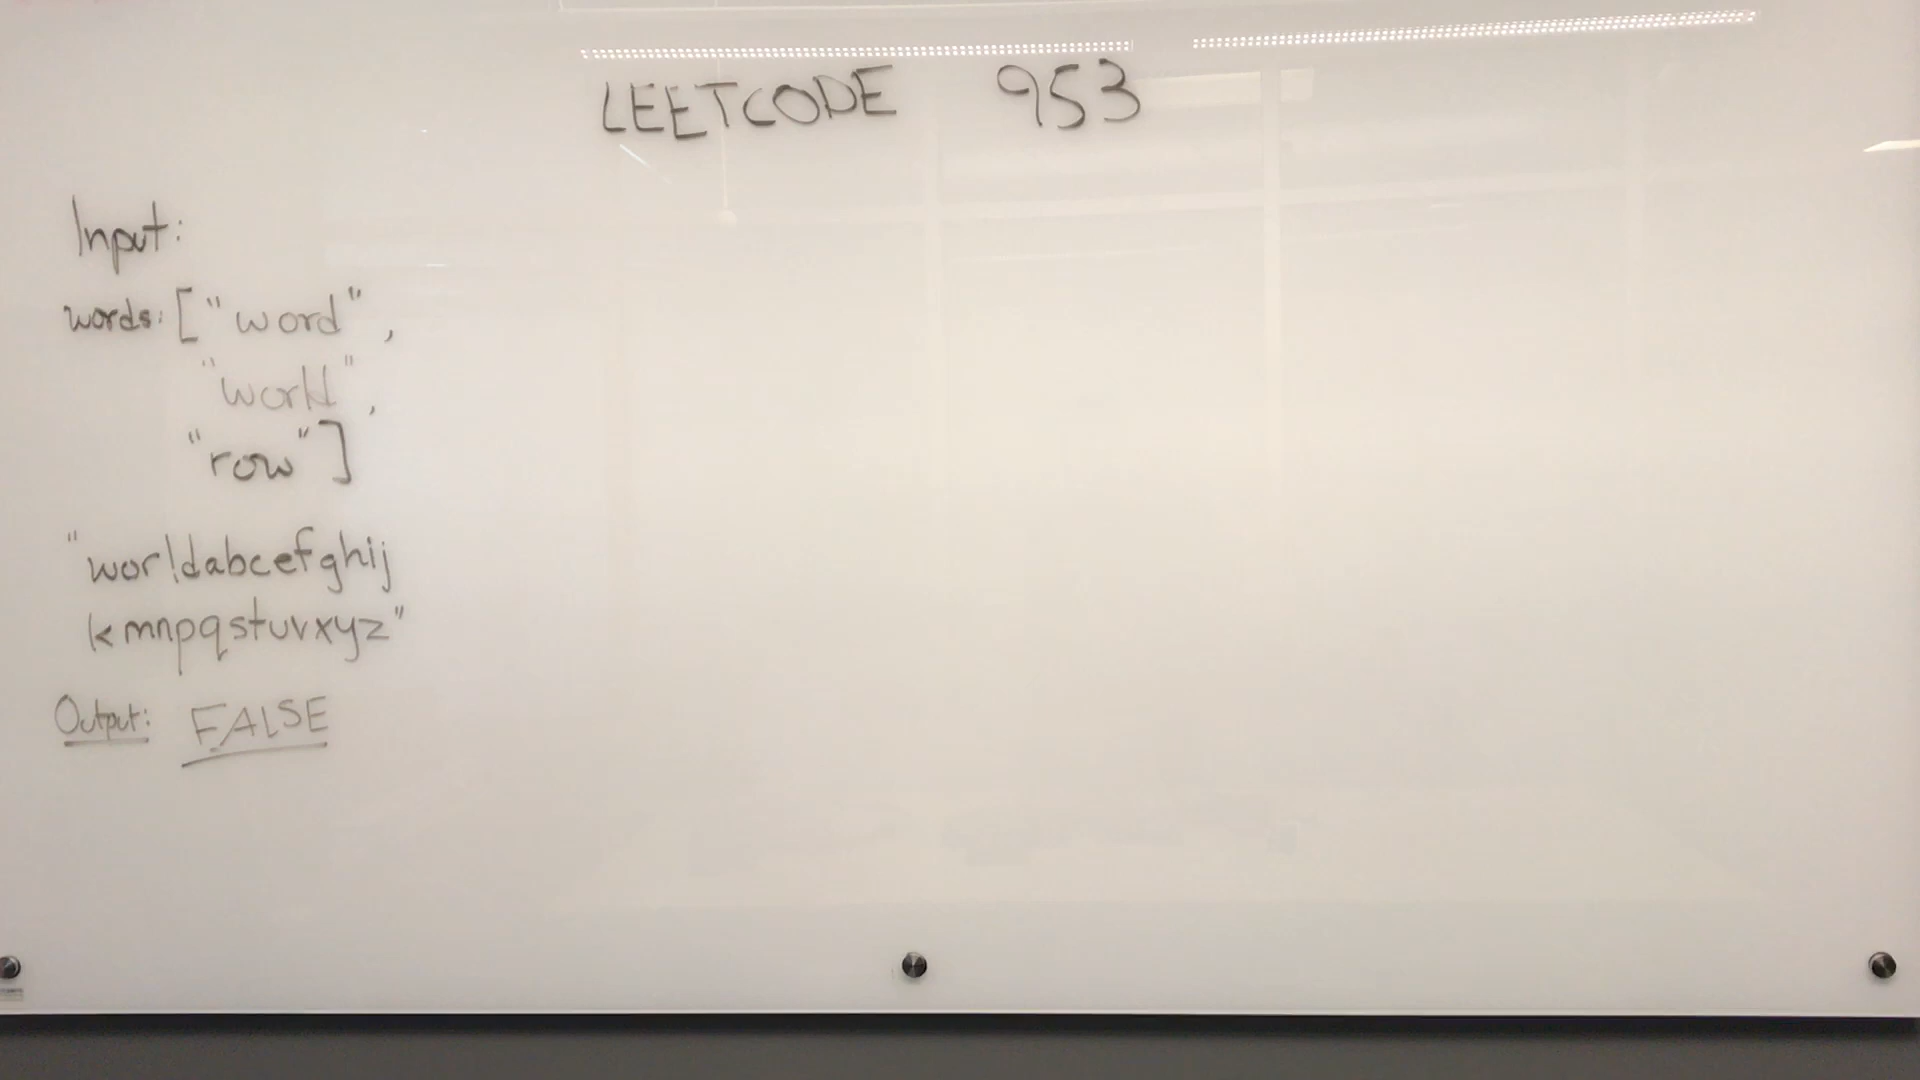 LEETCODE 953
Input:
words: ["word",
"world",
"row"]
"worldabcefghij
kmnpqstuvxyz"
Output: FALSE